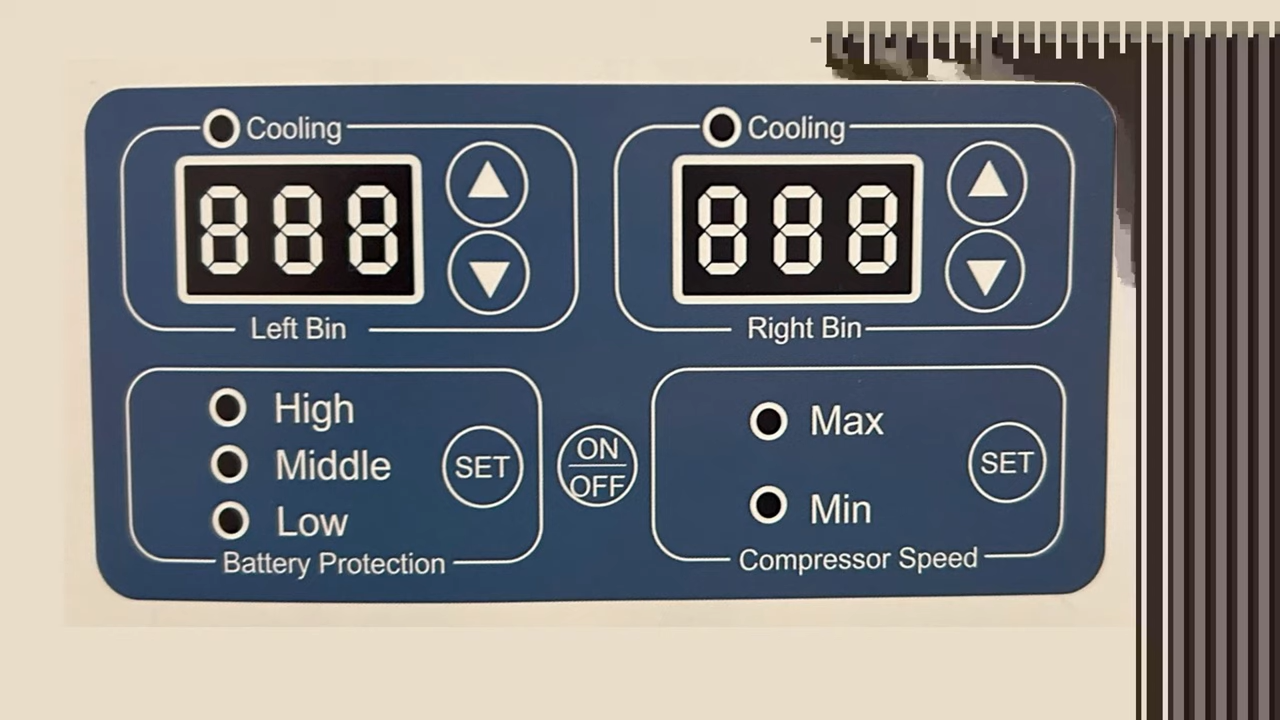 Cooling
888
Left Bin
Cooling
888
Right Bin
High
Middle
Low
SET
Battery Protection
ON
OFF
Max
Min
SET
Compressor Speed